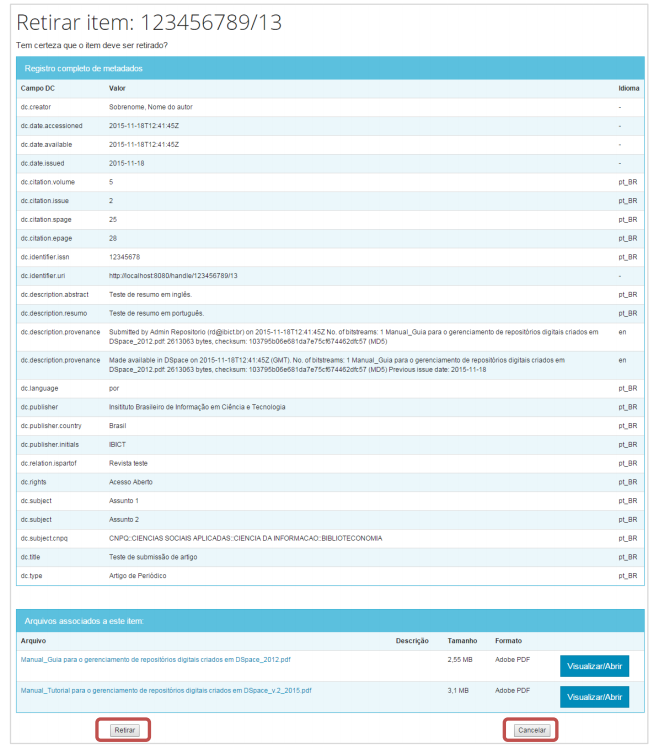 Retirar item: 123456789/13
Tem certeza que o item deve ser retirado?
Registro completo de metadados
Campo DC Valor Idioma
dc.creator Sobrenome, Nome do autor -
dc.date.accessioned 2015-11-18T12:41:45Z -
dc.date.available 2015-11-18T12:41:45Z -
dc.date.issued 2015-11-18 -
dc.citation.volume 5 pt_BR
dc.citation.issue 2 pt_BR
dc.citation.spage 25 pt_BR
dc.citation.epage 28 pt_BR
dc.identifier.issn 12345678 pt_BR
dc.identifier.uri http://localhost:8080/handle/123456789/13 -
dc.description.abstract Teste de resumo em inglês. pt_BR
dc.description.resumo Teste de resumo em português. pt_BR
dc.description.provenance Submitted by Admin Repositorio (rd@ibict.br) on 2015-11-18T12:41:45Z No. of bitstreams: 1 Manual_Guia para o gerenciamento de repositórios digitais criados em en
DSpace_2012.pdf: 2613063 bytes, checksum: 103795b06e681da7e75cf674462dfc57 (MD5)
dc.description.provenance Made available in DSpace on 2015-11-18T12:41:45Z (GMT). No. of bitstreams: 1 Manual_Guia para o gerenciamento de repositórios digitais criados em en
DSpace_2012.pdf: 2613063 bytes, checksum: 103795b06e681da7e75cf674462dfc57 (MD5) Previous issue date: 2015-11-18
dc.language por pt_BR
dc.publisher Instituto Brasileiro de Informação em Ciência e Tecnologia pt_BR
dc.publisher.country Brasil pt_BR
dc.publisher.initials IBICT pt_BR
dc.relation.ispartof Revista teste pt_BR
dc.rights Acesso Aberto pt_BR
dc.subject Assunto 1 pt_BR
dc.subject Assunto 2 pt_BR
dc.subject.cnpq CNPQ::CIENCIAS SOCIAIS APLICADAS::CIENCIA DA INFORMACAO::BIBLIOTECONOMIA pt_BR
dc.title Teste de submissão de artigo pt_BR
dc.type Artigo de Periódico pt_BR
Arquivos associados a este item:
Arquivo Descrição Tamanho Formato
Manual_Guia para o gerenciamento de repositórios digitais criados em DSpace_2012.pdf 2,55 MB Adobe PDF Visualizar/Abrir
Manual_Tutorial para o gerenciamento de repositórios digitais criados em DSpace_v.2_2015.pdf 3,1 MB Adobe PDF Visualizar/Abrir
Retirar Cancelar